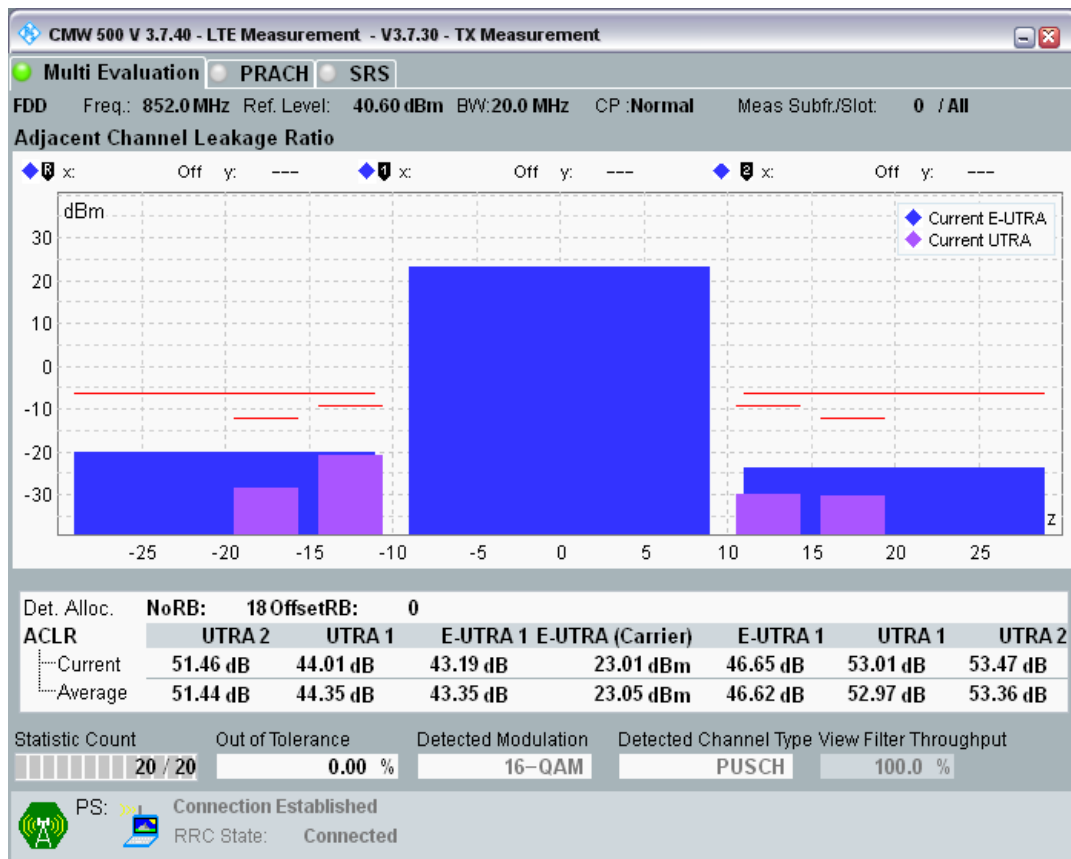 CMW 500 V 3.7.40 - LTE Measurement - V3.7.30 - TX Measurement
Multi Evaluation PRACH SRS
FDD Freq.: 852.0 MHz Ref. Level: 40.60 dBm BW:20.0 MHz CP :Normal Meas Subfr./Slot: 0 / All
Adjacent Channel Leakage Ratio
R x: Off y: --- 1 x: Off y: --- 2 x: Off y: ---
dBm
Current E-UTRA
Current UTRA
30
20
10
0
-10
-20
-30
z
-25 -20 -15 -10 -5 0 5 10 15 20 25
Det. Alloc. NoRB: 18 OffsetRB: 0
ACLR UTRA 2 UTRA 1 E-UTRA 1 E-UTRA (Carrier) E-UTRA 1 UTRA 1 UTRA 2
Current 51.46 dB 44.01 dB 43.19 dB 23.01 dBm 46.65 dB 53.01 dB 53.47 dB
Average 51.44 dB 44.35 dB 43.35 dB 23.05 dBm 46.62 dB 52.97 dB 53.36 dB
Statistic Count Out of Tolerance Detected Modulation Detected Channel Type View Filter Throughput
20 / 20 0.00 % 16-QAM PUSCH 100.0 %
PS: Connection Established
RRC State: Connected